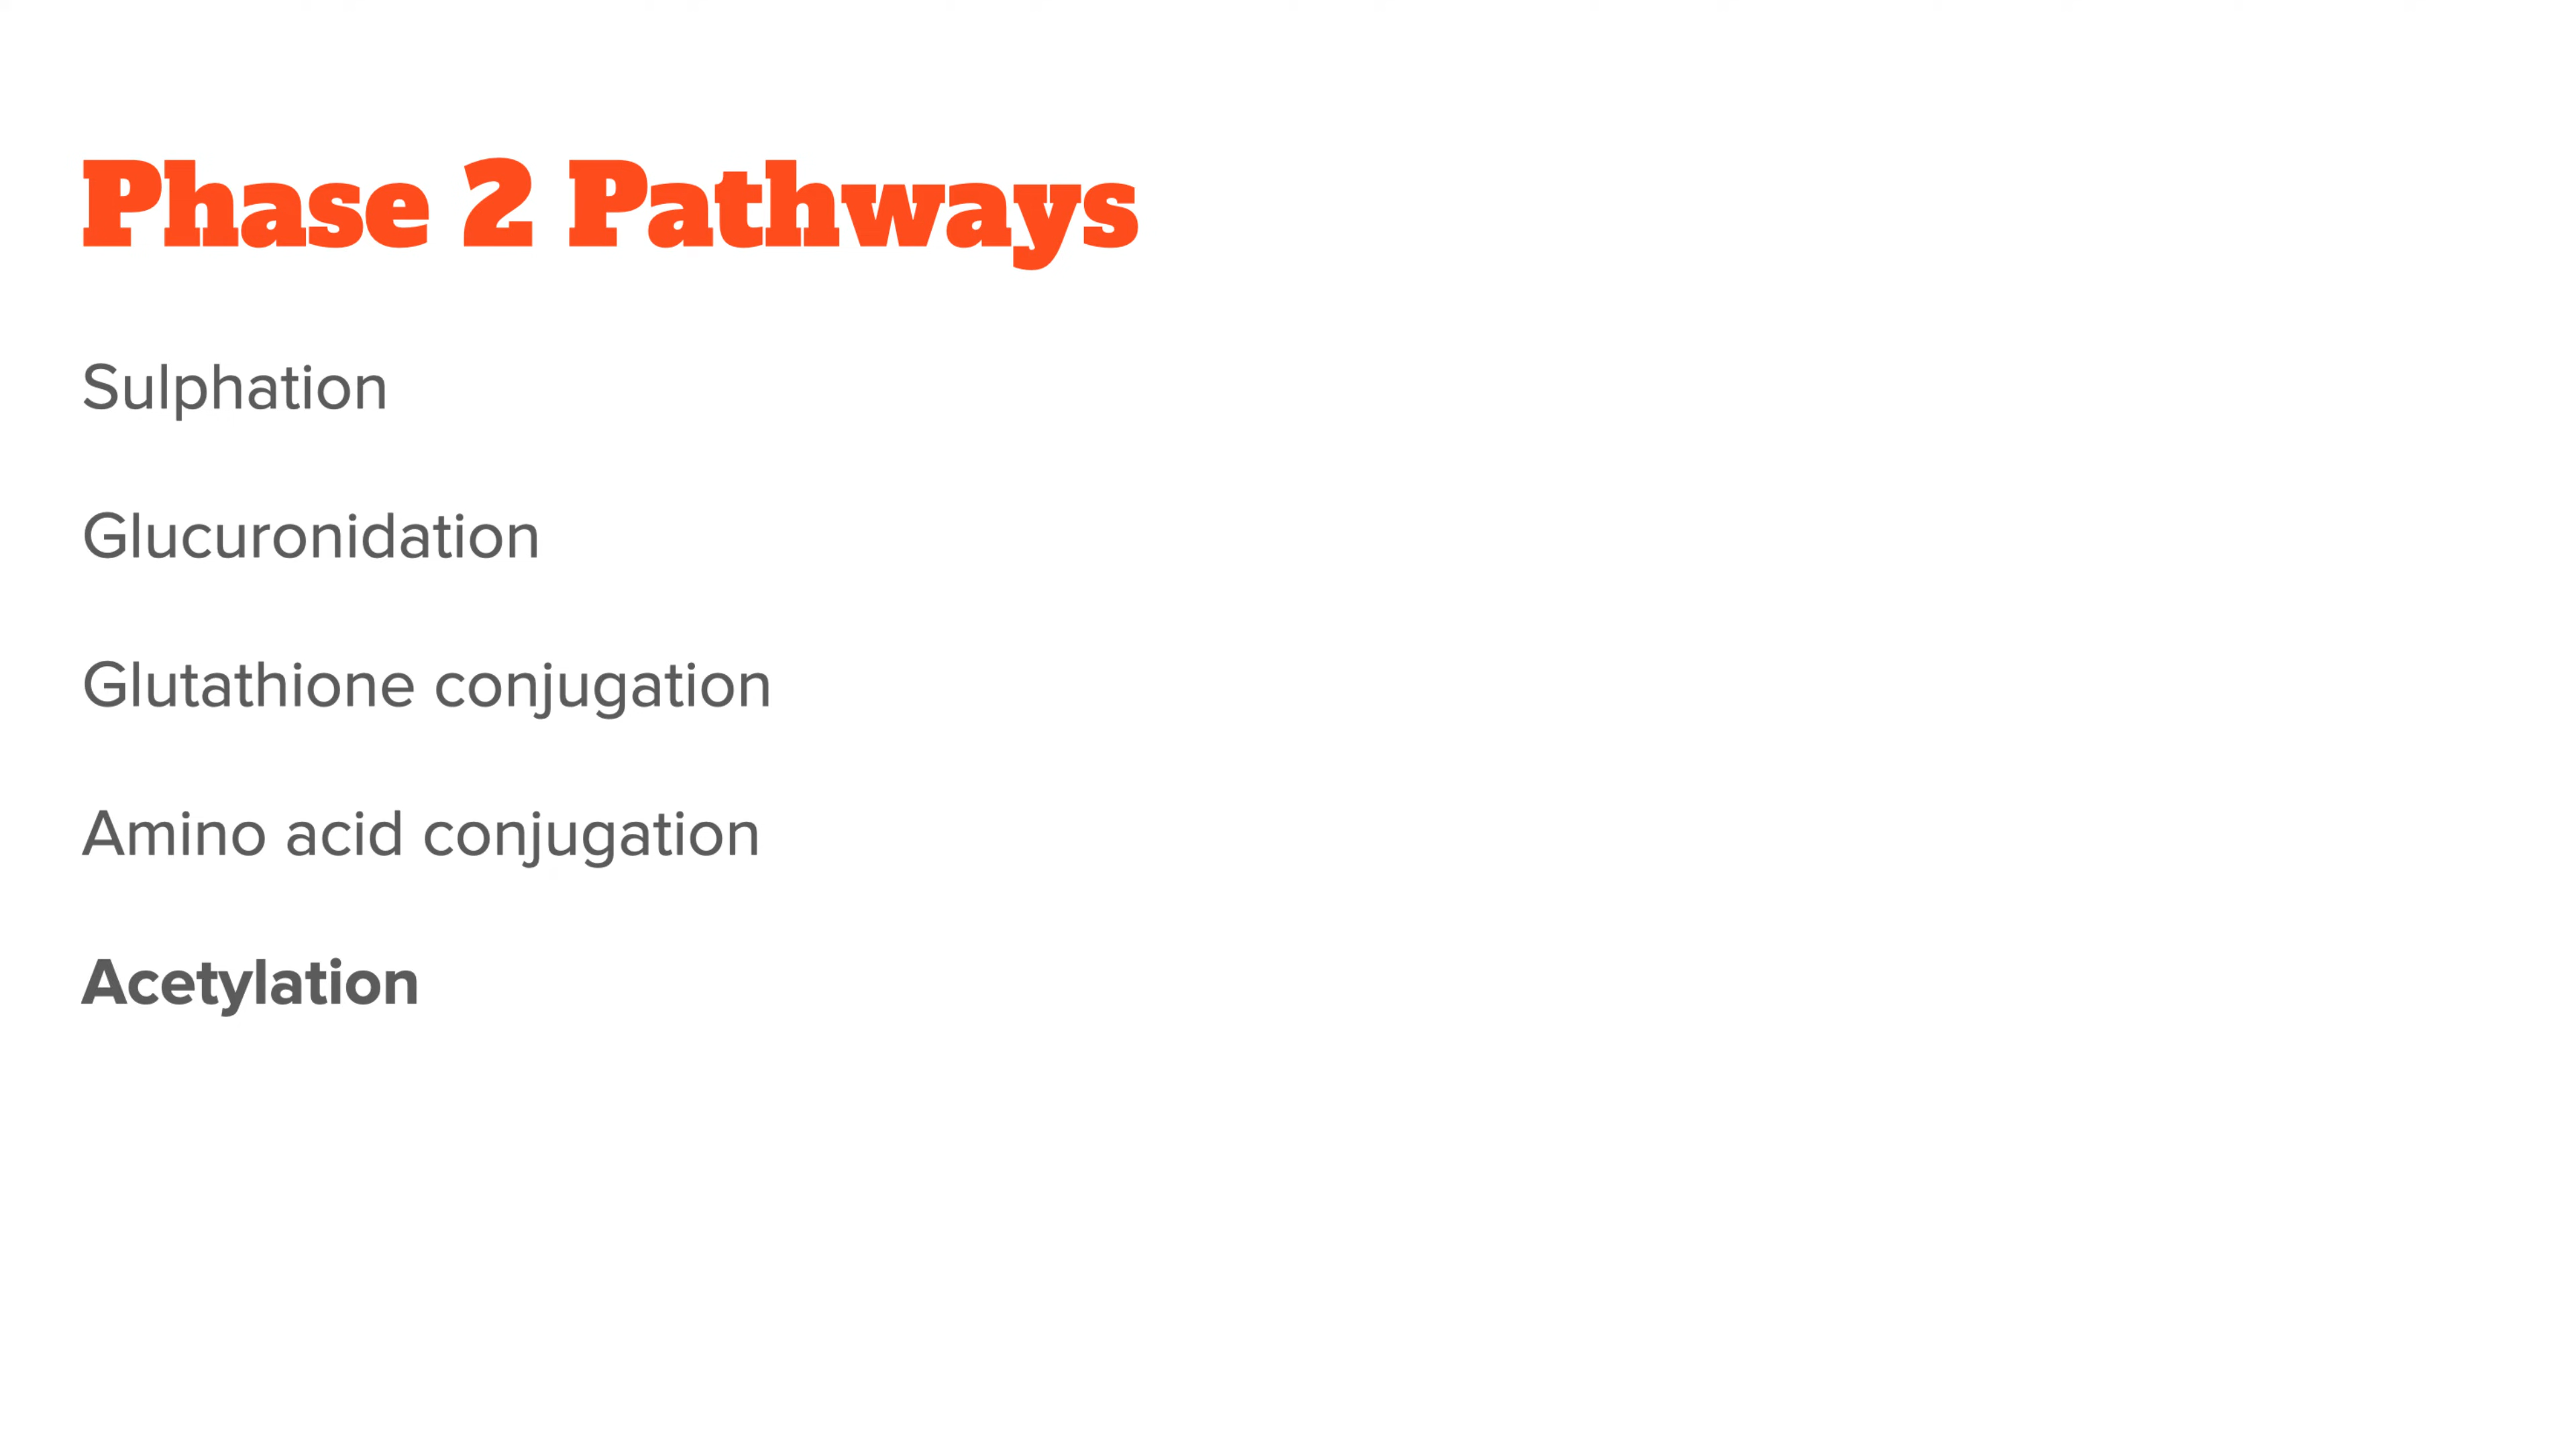 Phase 2 Pathways
Sulphation
Glucuronidation
Glutathione conjugation
Amino acid conjugation
Acetylation